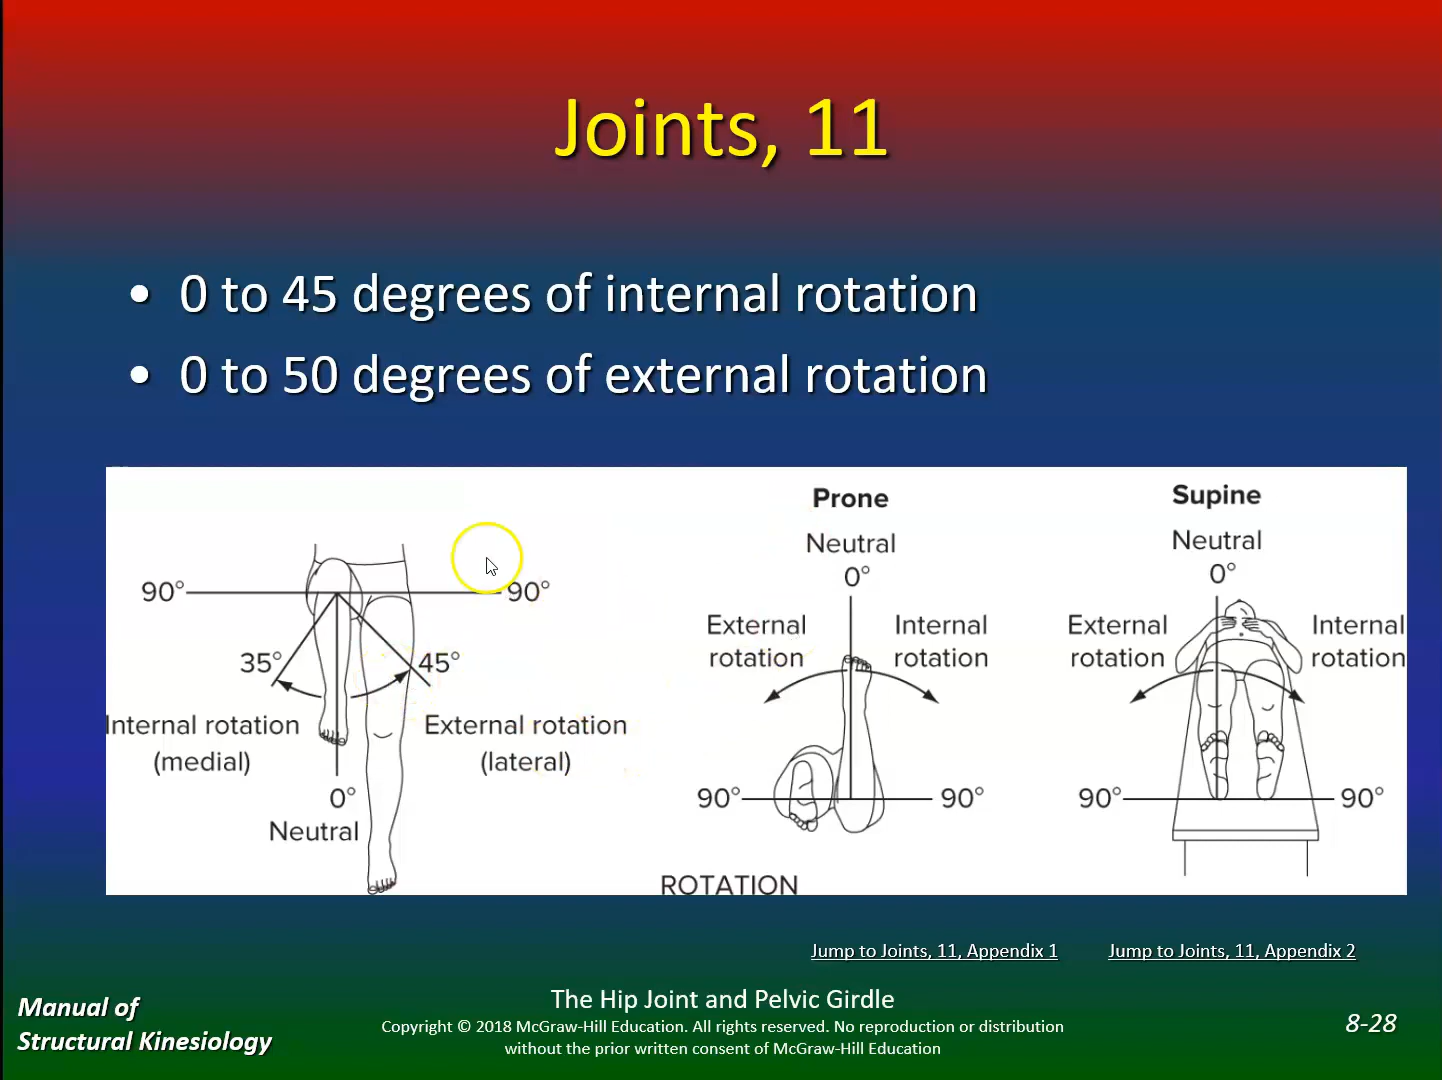 Joints, 11
• 0 to 45 degrees of internal rotation
• 0 to 50 degrees of external rotation
90°
90°
35°
45°
Internal rotation
(medial)
External rotation
(lateral)
0°
Neutral
Prone
Neutral
0°
External
rotation
Internal
rotation
90°
90°
Supine
Neutral
0°
External
rotation
Internal
rotation
90°
90°
ROTATION
Jump to Joints, 11, Appendix 1
Jump to Joints, 11, Appendix 2
Manual of
Structural Kinesiology
The Hip Joint and Pelvic Girdle
Copyright © 2018 McGraw-Hill Education. All rights reserved. No reproduction or distribution
without the prior written consent of McGraw-Hill Education
8-28